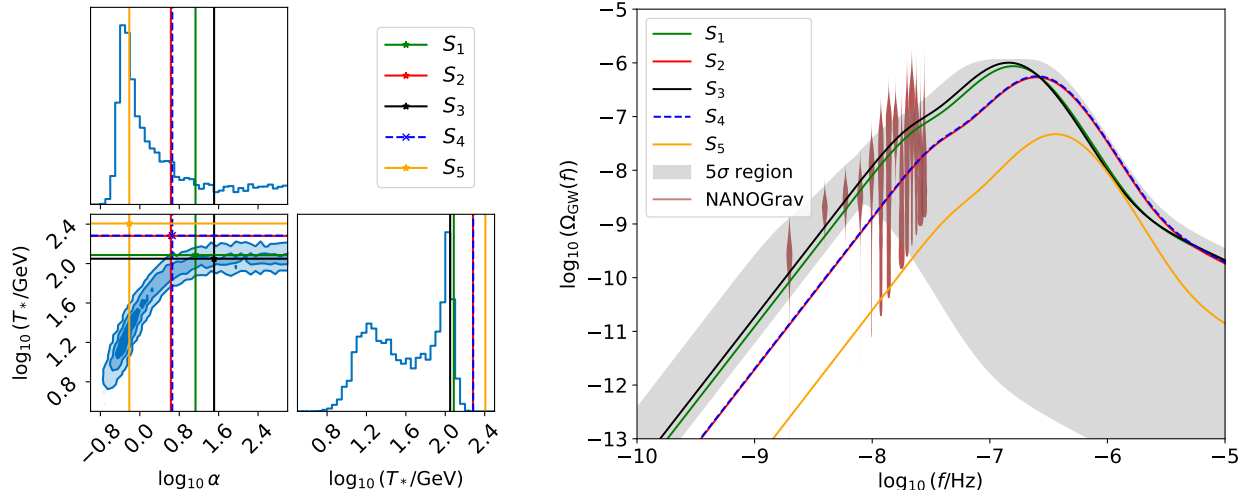 S₁
S₂
S₃
S₄
S₅
log₁₀ (T*/GeV)
2.4
2.0
1.6
1.2
0.8
−0.8
0.0
0.8
1.6
2.4
log₁₀ α
0.8
1.2
1.6
2.0
2.4
log₁₀ (T*/GeV)
log₁₀ (Ω_GW(f))
−5
−6
−7
−8
−9
−10
−11
−12
−13
S₁
S₂
S₃
S₄
S₅
5σ region
NANOGrav
−10
−9
−8
−7
−6
−5
log₁₀ (f/Hz)